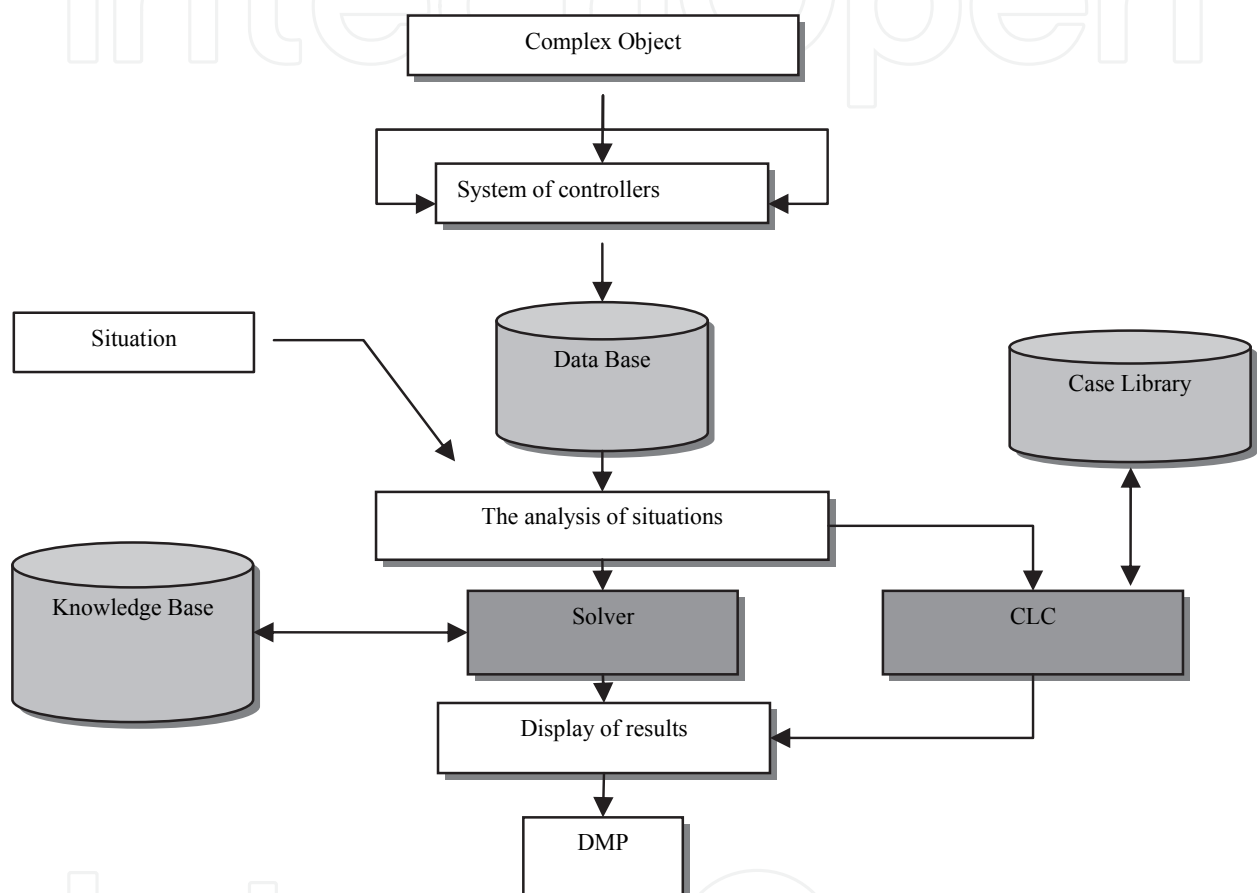 Complex Object
System of controllers
Situation
Data Base
Case Library
The analysis of situations
Knowledge Base
Solver
CLC
Display of results
DMP